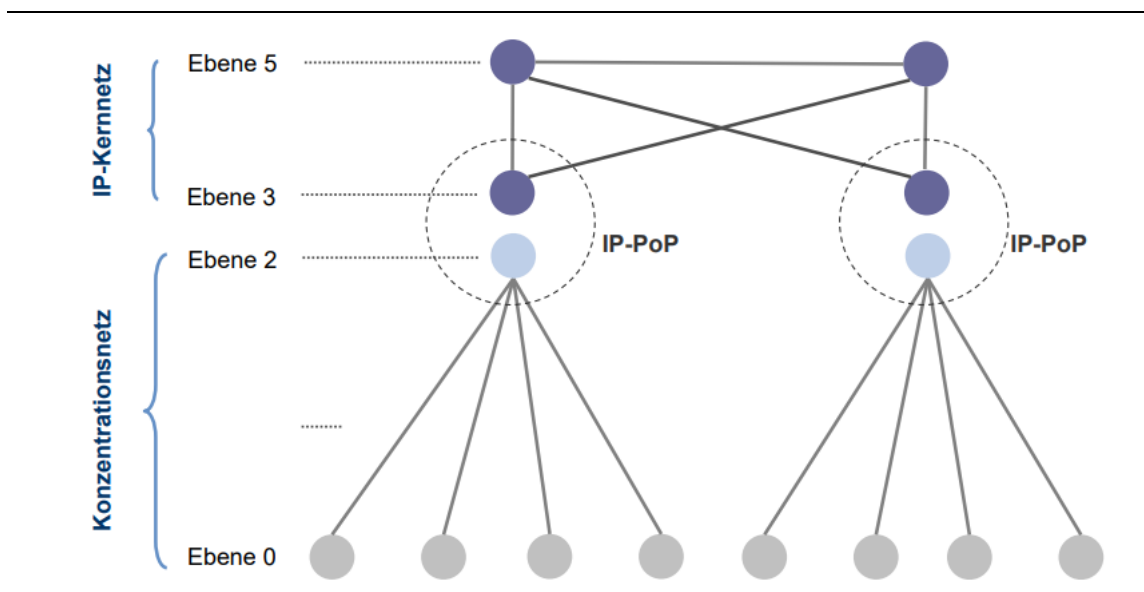 Ebene 5
IP-Kernnetz
Ebene 3
IP-PoP
IP-PoP
Ebene 2
Konzentrationsnetz
Ebene 0